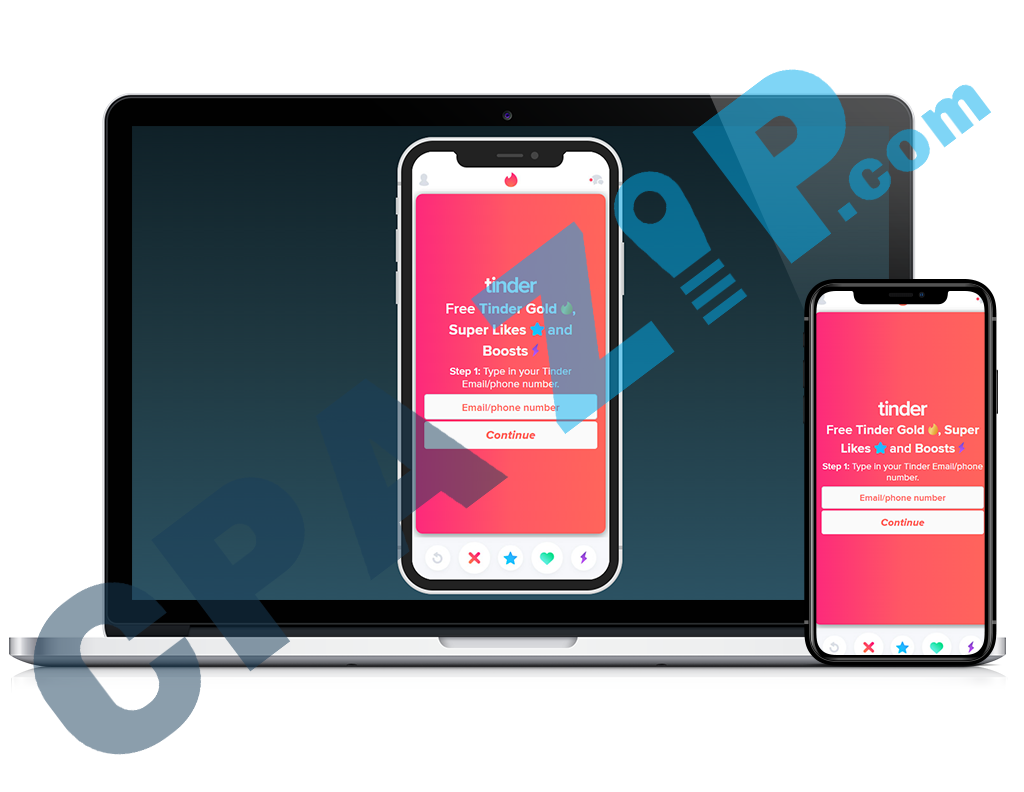 tinder
Free Tinder Gold 🔥,
Super Likes ⭐ and
Boosts ⚡
Step 1: Type in your Tinder
Email/phone number.
Email/phone number
Continue
tinder
Free Tinder Gold 🔥, Super
Likes ⭐ and Boosts ⚡
Step 1: Type in your Tinder Email/phone
number.
Email/phone number
Continue
CPAZIP.com